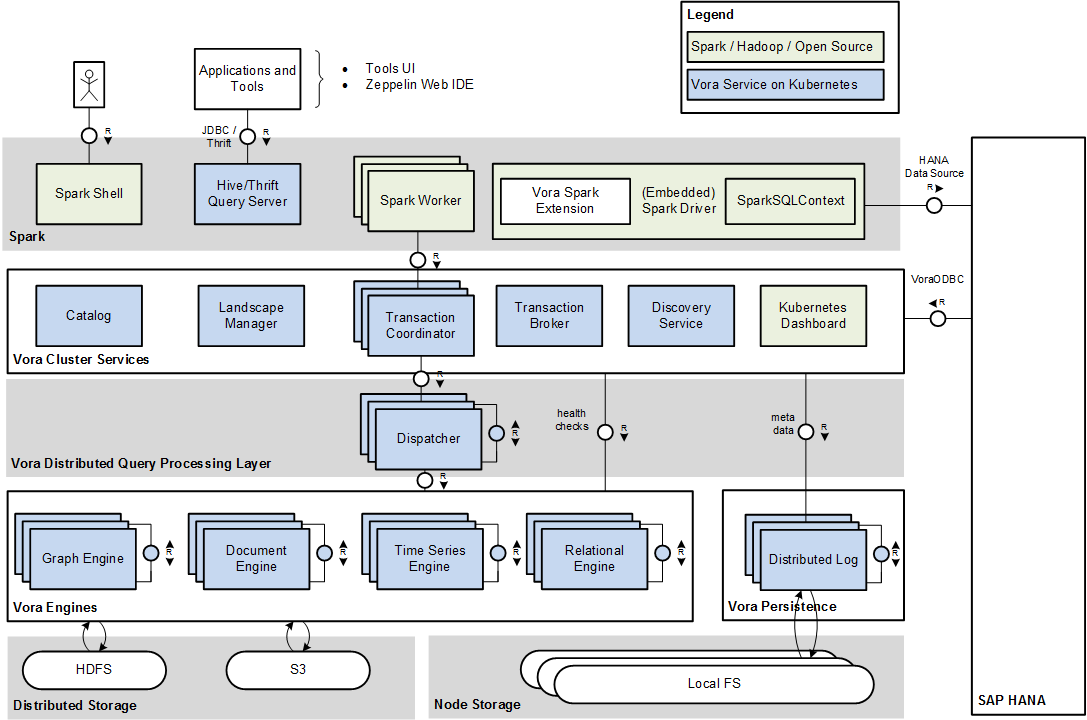 Legend
Spark / Hadoop / Open Source
Vora Service on Kubernetes
Applications and
Tools
• Tools UI
• Zeppelin Web IDE
R
JDBC /
Thrift
R
Spark Shell
Hive/Thrift
Query Server
Spark Worker
Vora Spark
Extension
(Embedded)
Spark Driver
SparkSQLContext
Spark
HANA
Data Source
R
R
Catalog
Landscape
Manager
Transaction
Coordinator
Transaction
Broker
Discovery
Service
Kubernetes
Dashboard
Vora Cluster Services
VoraODBC
R
R
Dispatcher
R
health
checks
R
meta
data
R
Vora Distributed Query Processing Layer
R
Graph Engine
R
Document
Engine
R
Time Series
Engine
R
Relational
Engine
R
Vora Engines
Distributed Log
R
Vora Persistence
HDFS
S3
Distributed Storage
Local FS
Node Storage
SAP HANA